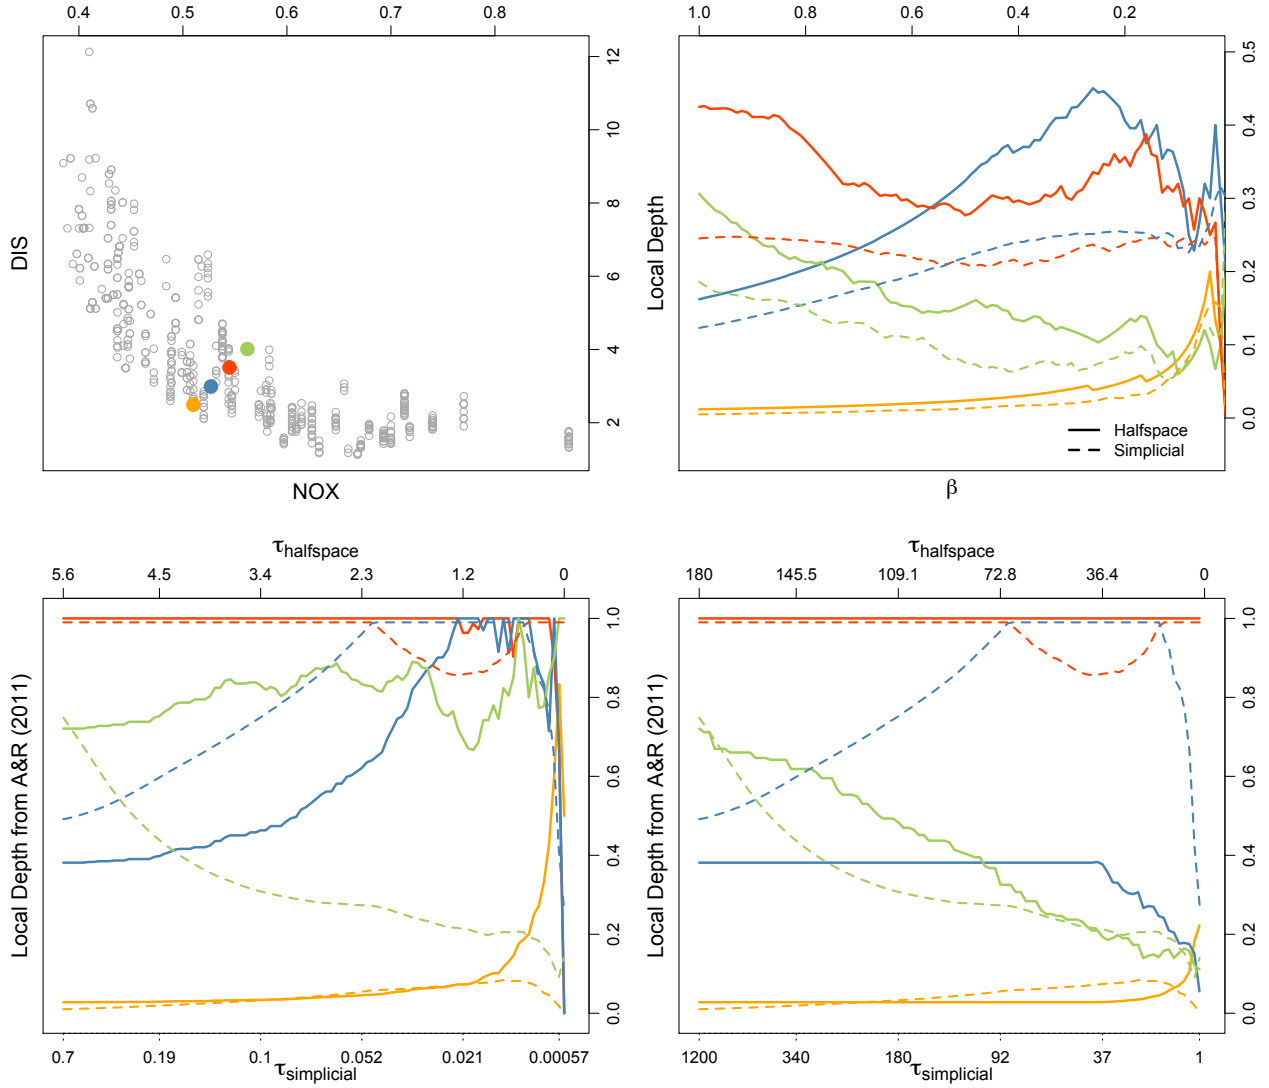 0.4 0.5 0.6 0.7 0.8
12
10
8
6
4
2
DIS
NOX
1.0 0.8 0.6 0.4 0.2
0.5
0.4
0.3
0.2
0.1
0.0
Local Depth
Halfspace
Simplicial
β
τhalfspace
5.6 4.5 3.4 2.3 1.2 0
1.0
0.8
0.6
0.4
0.2
0.0
Local Depth from A&R (2011)
0.7 0.19 0.1 0.052 0.021 0.00057
τsimplicial
τhalfspace
180 145.5 109.1 72.8 36.4 0
1.0
0.8
0.6
0.4
0.2
0.0
Local Depth from A&R (2011)
1200 340 180 92 37 1
τsimplicial